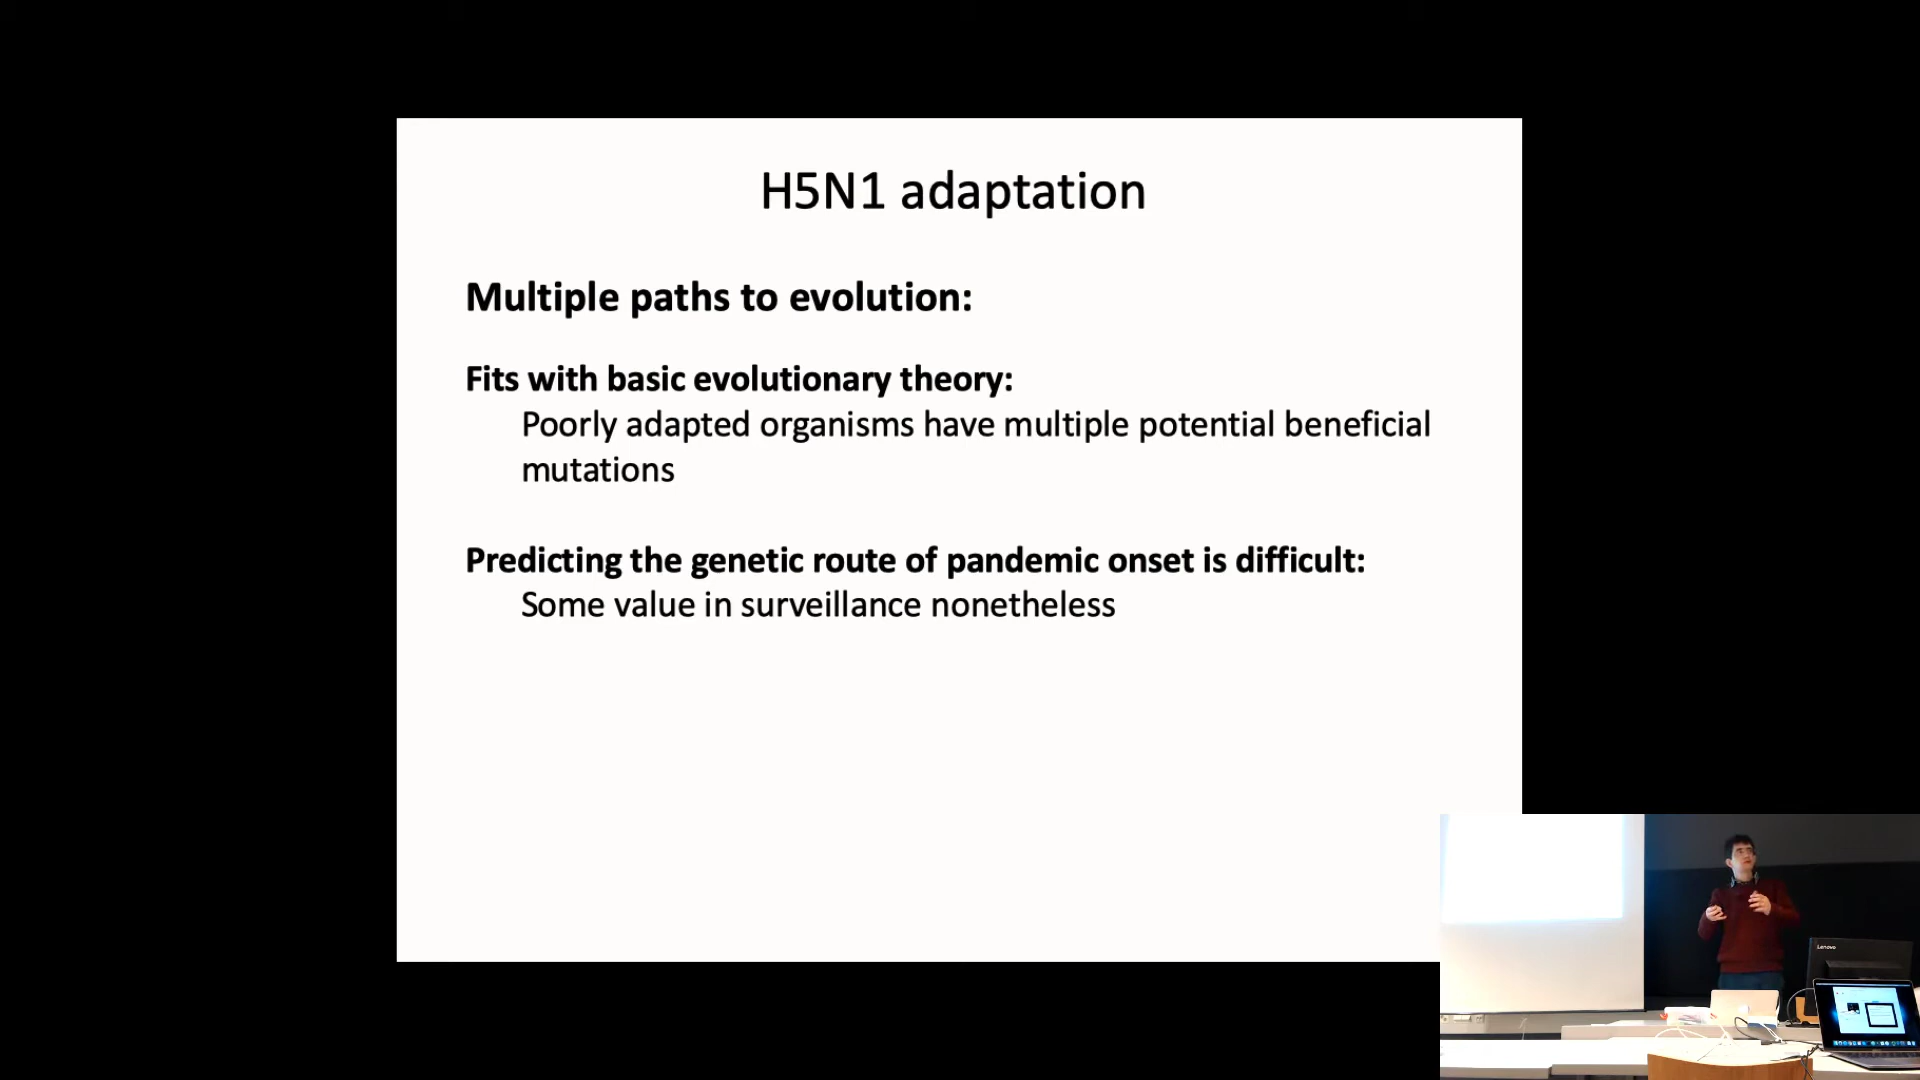 H5N1 adaptation
Multiple paths to evolution:
Fits with basic evolutionary theory:
Poorly adapted organisms have multiple potential beneficial
mutations
Predicting the genetic route of pandemic onset is difficult:
Some value in surveillance nonetheless
Lenovo